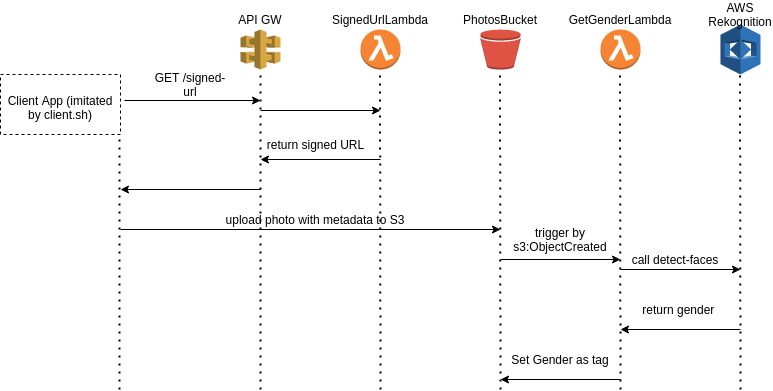 API GW
SignedUrlLambda
PhotosBucket
GetGenderLambda
AWS
Rekognition
GET /signed-
url
Client App (imitated
by client.sh)
return signed URL
upload photo with metadata to S3
trigger by
s3:ObjectCreated
call detect-faces
return gender
Set Gender as tag